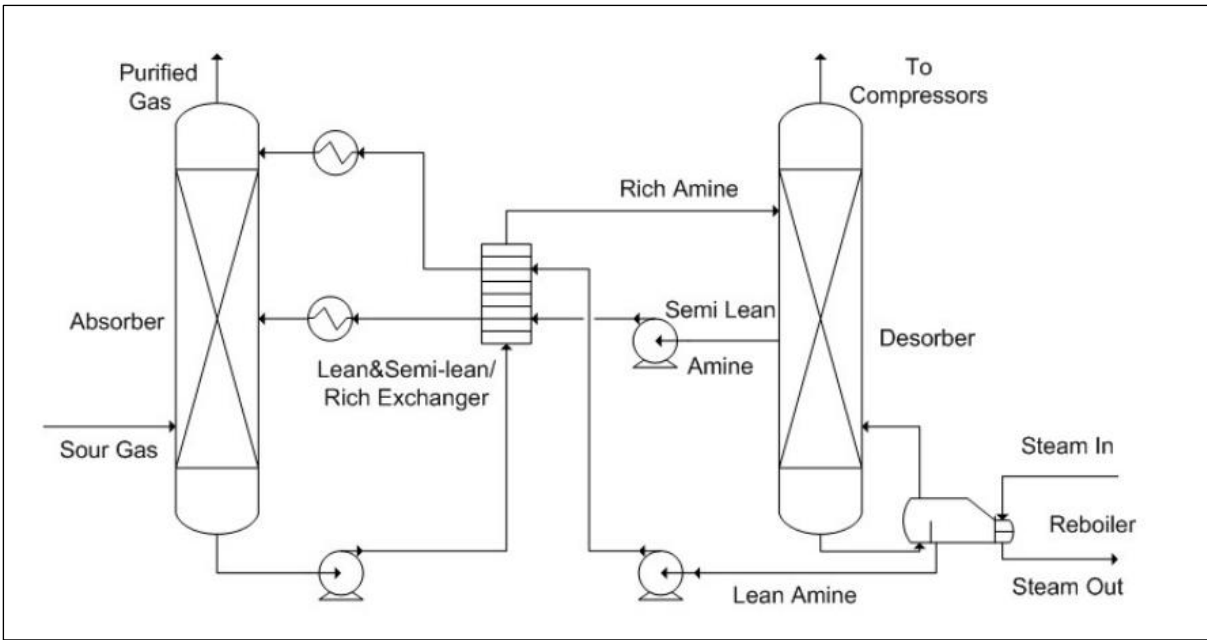 Purified
Gas
To
Compressors
Rich Amine
Semi Lean
Amine
Absorber
Desorber
Lean&Semi-lean/
Rich Exchanger
Sour Gas
Steam In
Reboiler
Steam Out
Lean Amine